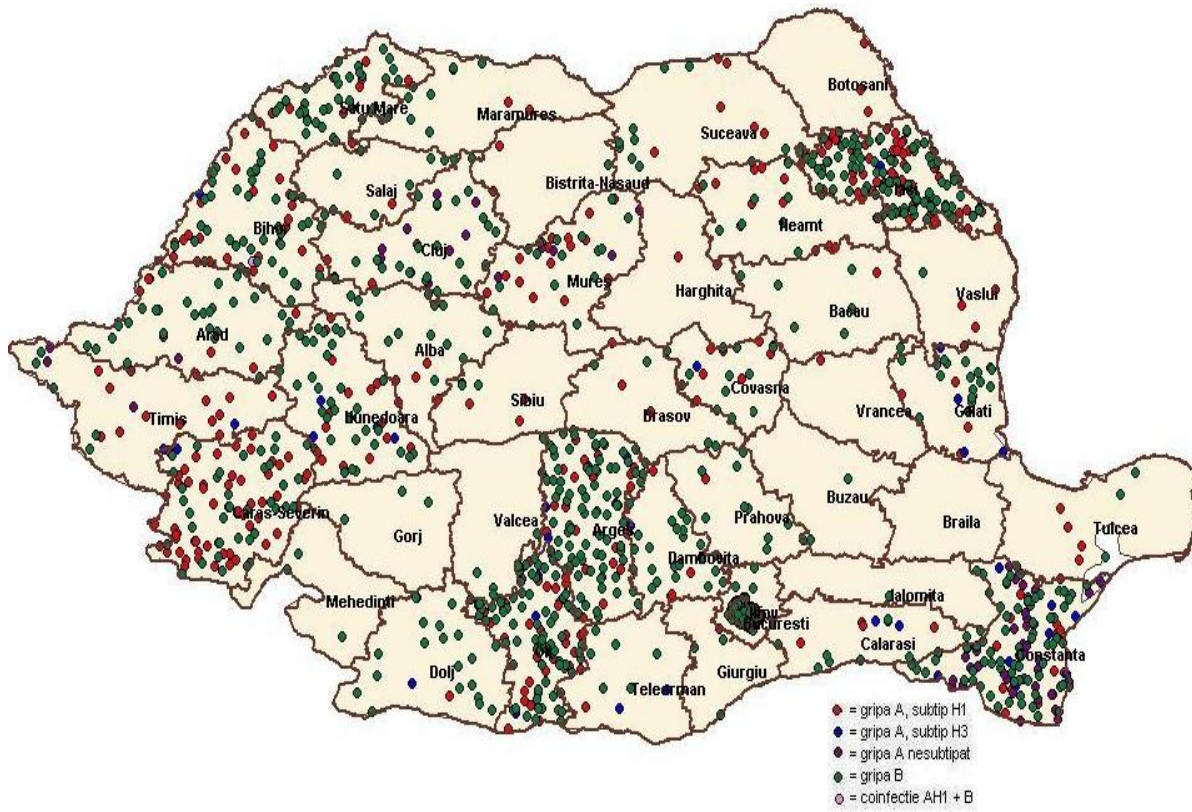 Botosani
Satu Mare
Maramures
Suceava
Iasi
Salaj
Bistrita-Nasaud
Bihor
Neamt
Cluj
Mures
Harghita
Bacau
Vaslui
Arad
Alba
Covasna
Timis
Hunedoara
Sibiu
Brasov
Vrancea
Galati
Caras-Severin
Gorj
Valcea
Arges
Prahova
Buzau
Braila
Tulcea
Dambovita
Mehedinti
Ialomita
Bucuresti
Calarasi
Constanta
Dolj
Olt
Teleorman
Giurgiu
= gripa A, subtip H1
= gripa A, subtip H3
= gripa A nesubtipat
= gripa B
= coinfectie AH1 + B